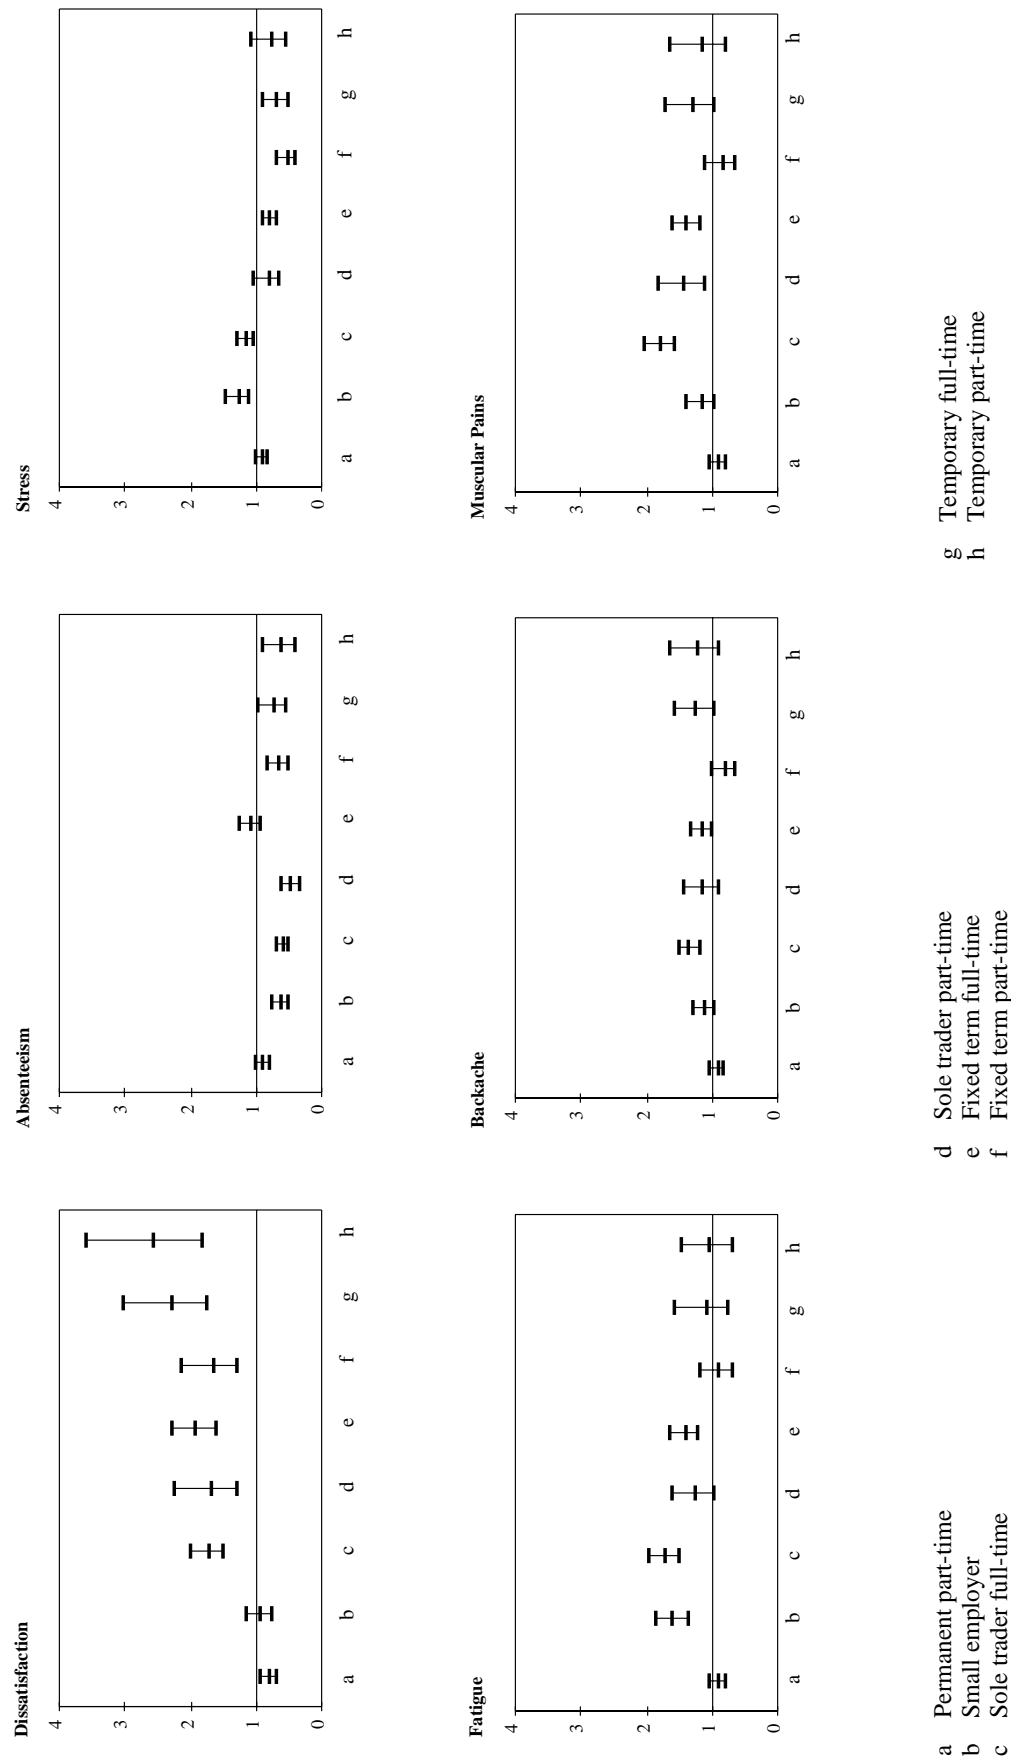 Dissatisfaction
4
3
2
1
0
a b c d e f g h
Absenteeism
4
3
2
1
0
a b c d e f g h
Stress
4
3
2
1
0
a b c d e f g h
Fatigue
4
3
2
1
0
a b c d e f g h
Backache
4
3
2
1
0
a b c d e f g h
Muscular Pains
4
3
2
1
0
a b c d e f g h
a Permanent part-time
b Small employer
c Sole trader full-time
d Sole trader part-time
e Fixed term full-time
f Fixed term part-time
g Temporary full-time
h Temporary part-time